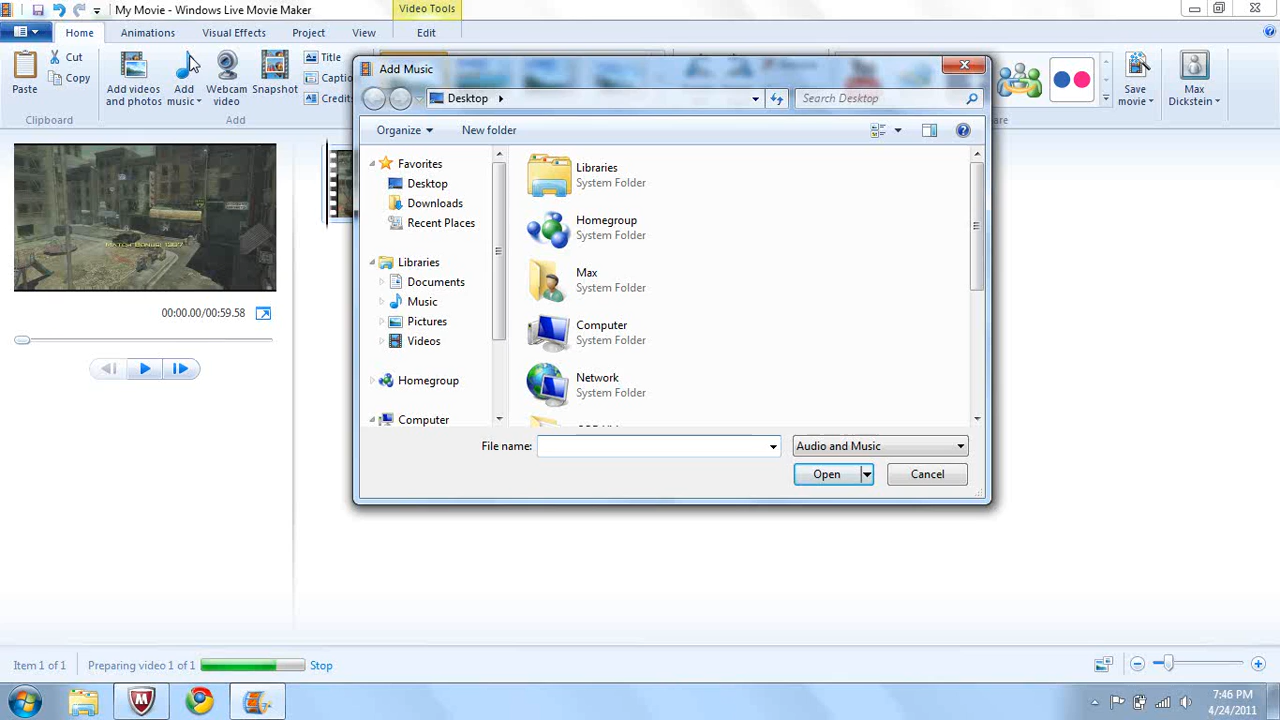 My Movie - Windows Live Movie Maker
Video Tools
Home
Animations
Visual Effects
Project
View
Edit
Paste
Cut
Copy
Clipboard
Add videos and photos
Add music
Webcam video
Snapshot
Title
Captio
Credits
Add
Save movie
Max Dickstein
are
Add Music
Desktop
Search Desktop
Organize
New folder
Favorites
Desktop
Downloads
Recent Places
Libraries
Documents
Music
Pictures
Videos
Homegroup
Computer
Libraries
System Folder
Homegroup
System Folder
Max
System Folder
Computer
System Folder
Network
System Folder
File name:
Audio and Music
Open
Cancel
00:00.00/00:59.58
Item 1 of 1
Preparing video 1 of 1
Stop
7:46 PM
4/24/2011